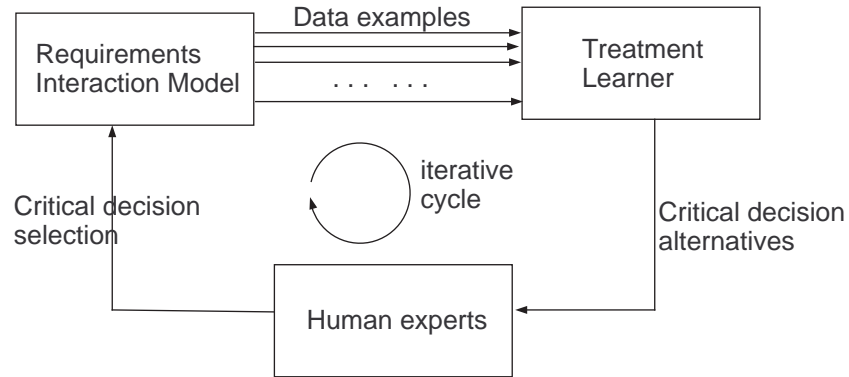 Data examples
Requirements
Interaction Model
Treatment
Learner
... ...
iterative
cycle
Critical decision
selection
Critical decision
alternatives
Human experts